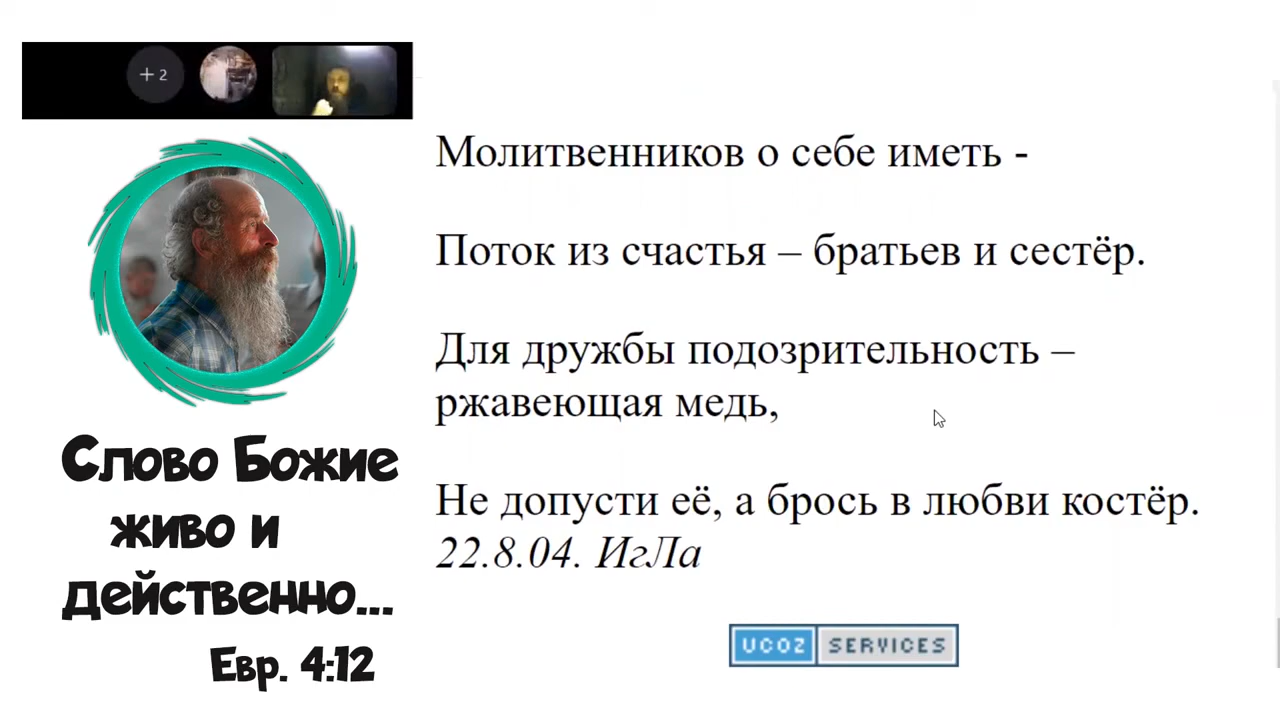 +2
Молитвенников о себе иметь -
Поток из счастья – братьев и сестёр.
Для дружбы подозрительность –
ржавеющая медь,
Не допусти её, а брось в любви костёр.
22.8.04. ИгЛа
Слово Божие
живо и
действенно...
Евр. 4:12
UCOZ SERVICES